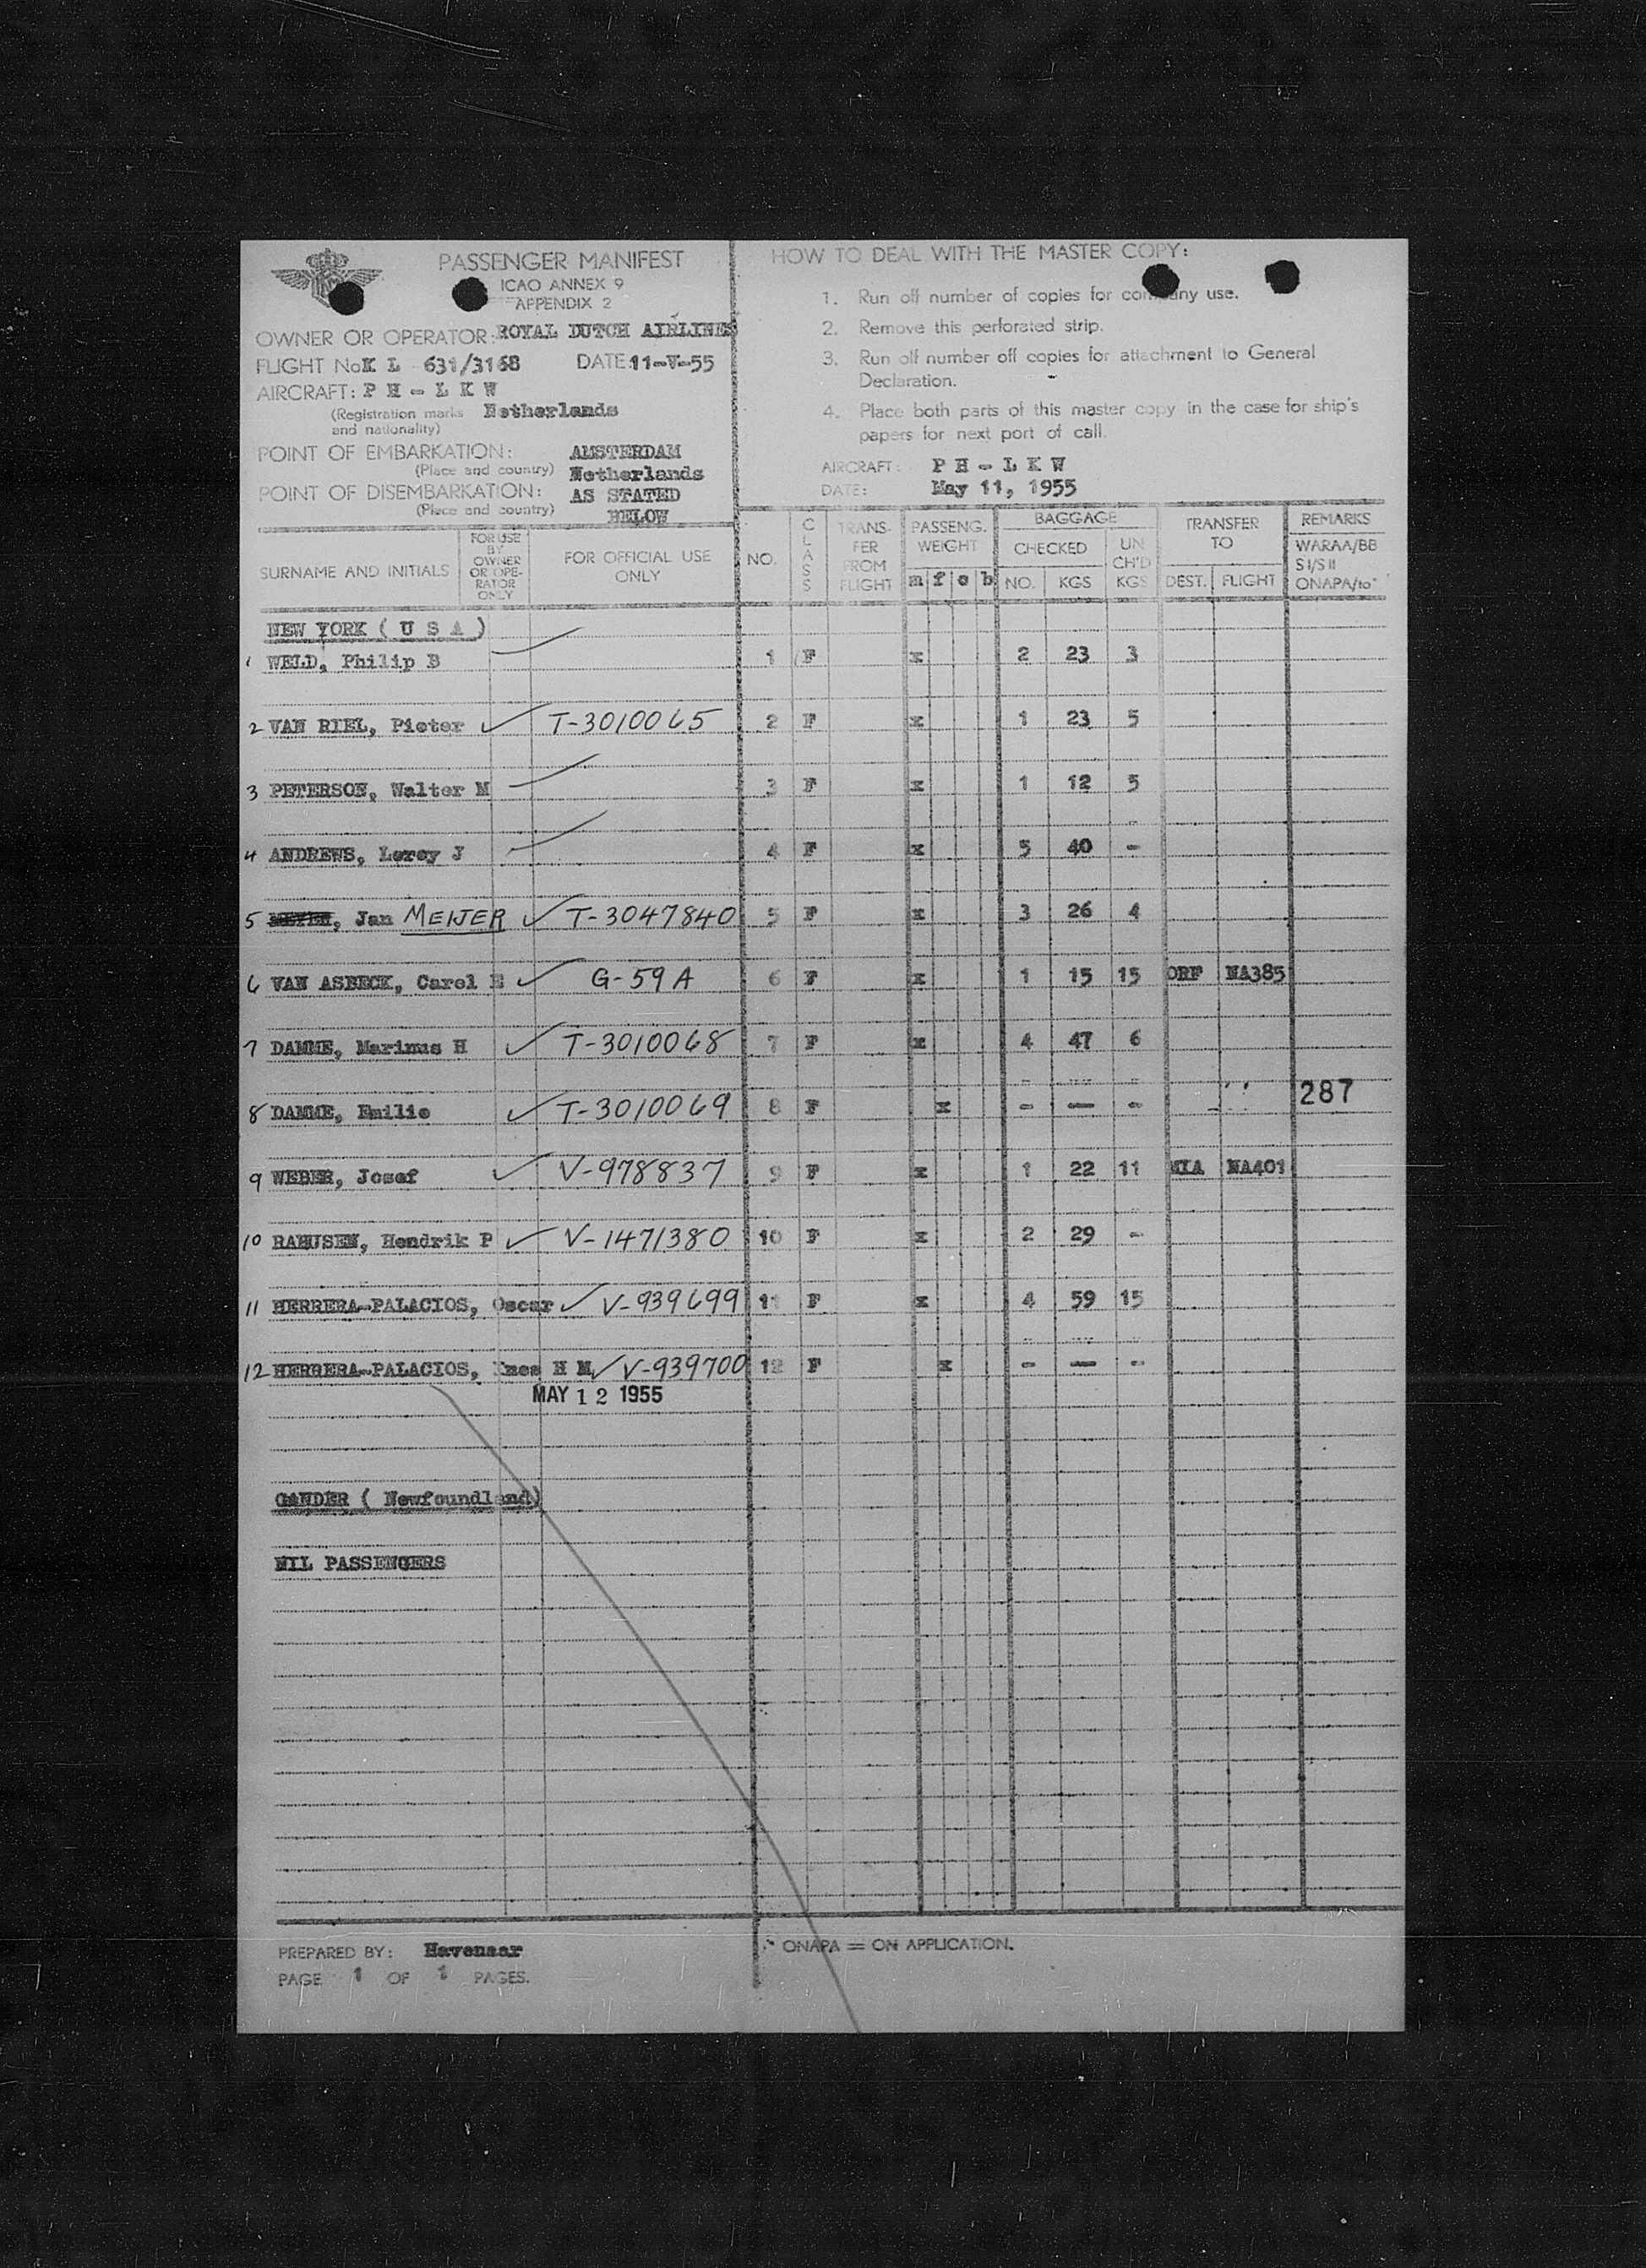 PASSENGER MANIFEST
ICAO ANNEX 9
APPENDIX 2
OWNER OR OPERATOR: ROYAL DUTCH AIRLINES
FLIGHT No K L 631/3168 DATE: 11-V-55
AIRCRAFT: P H - L K W
(Registration marks Netherlands
and nationality)
POINT OF EMBARKATION: AMSTERDAM
(Place and country) Netherlands
POINT OF DISEMBARKATION: AS STATED
(Place and country) BELOW
HOW TO DEAL WITH THE MASTER COPY:
1. Run off number of copies for company use.
2. Remove this perforated strip.
3. Run off number off copies for attachment to General
Declaration.
4. Place both parts of this master copy in the case for ship's
papers for next port of call.
AIRCRAFT: P H - L K W
DATE: May 11, 1955
SURNAME AND INITIALS FOR USE BY OWNER OR OPE- RATOR ONLY FOR OFFICIAL USE ONLY NO. CLASS TRANS- FER FROM FLIGHT PASSENG. WEIGHT m f c b BAGGAGE CHECKED NO. KGS UN CH'D KGS TRANSFER TO DEST. FLIGHT REMARKS WARAA/BB S I/S II ONAPA/to*
NEW YORK ( U S A )
1 WELD, Philip B 1 F x 2 23 3
2 VAN RIEL, Pieter ✓ T-3010065 2 F x 1 23 5
3 PETERSON, Walter M 3 F x 1 12 5
4 ANDREWS, Leroy J 4 F x 5 40 -
5 MEYER, Jan MEIJER ✓ T-3047840 5 F x 3 26 4
6 VAN ASBECK, Carel E ✓ G-59A 6 F x 1 15 15 ORF NA385
7 DAMME, Marinus H ✓ T-3010068 7 F x 4 47 6
8 DAMME, Emilie ✓ T-3010069 8 F x - - - 287
9 WEBER, Josef ✓ V-978837 9 F x 1 22 11 MIA NA401
10 RAHUSEN, Hendrik P ✓ V-1471380 10 F x 2 29 -
11 HERRERA-PALACIOS, Oscar ✓ V-939699 11 F x 4 59 15
12 HERRERA-PALACIOS, Ines H M ✓ V-939700 12 F x - - -
MAY 12 1955
GANDER ( Newfoundland)
NIL PASSENGERS
PREPARED BY: Havenaar
PAGE 1 OF 1 PAGES.
* ONAPA = ON APPLICATION.